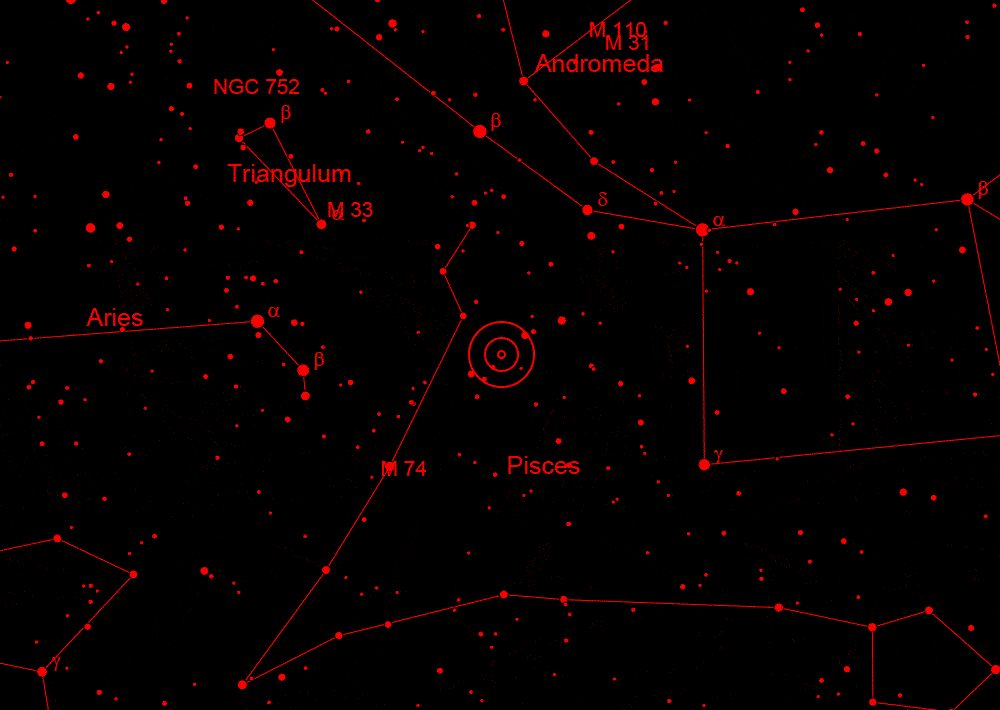 M 110
M 31
Andromeda
NGC 752
β
β
Triangulum
β
δ
M 33
α
α
Aries
α
β
γ
Pisces
M 74
γ